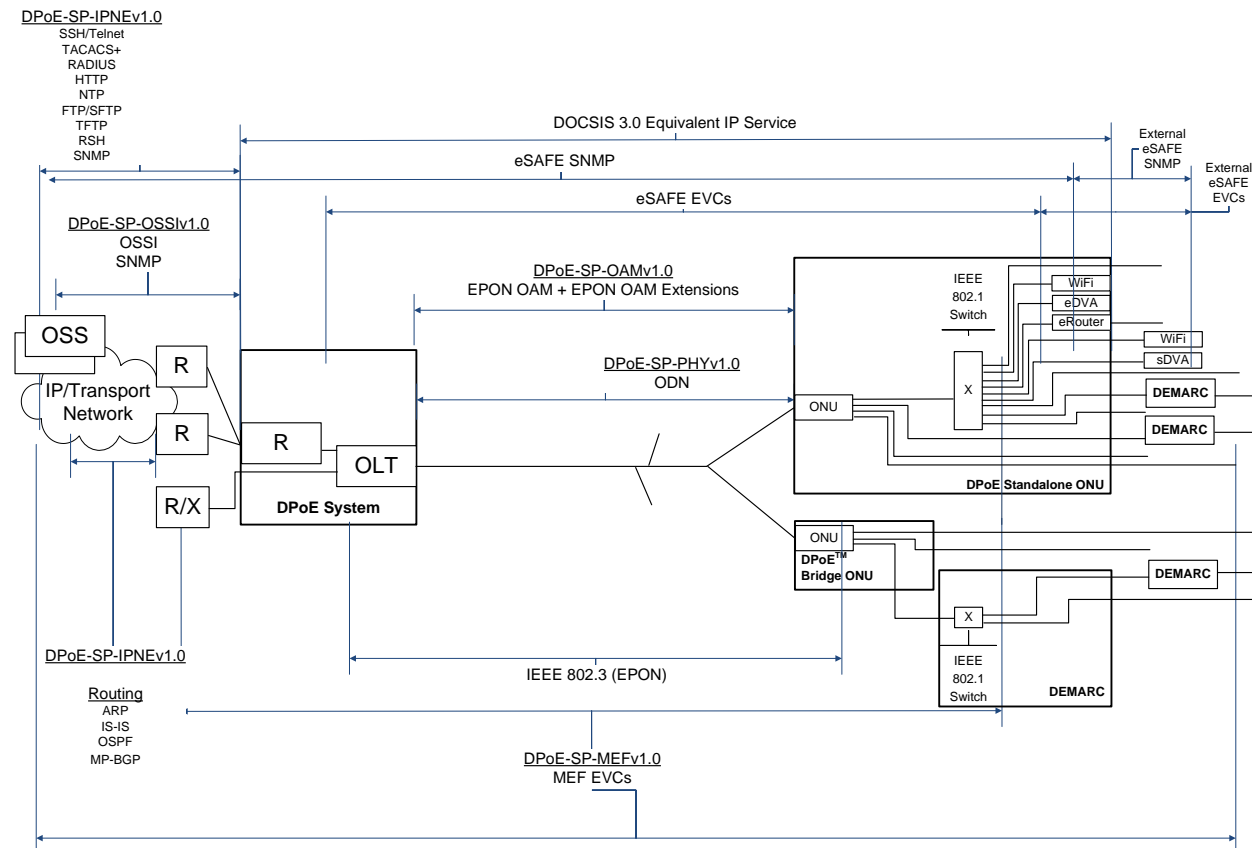 DPoE-SP-IPNEv1.0
SSH/Telnet
TACACS+
RADIUS
HTTP
NTP
FTP/SFTP
TFTP
RSH
SNMP
DOCSIS 3.0 Equivalent IP Service
External
eSAFE
SNMP
eSAFE SNMP
External
eSAFE
EVCs
eSAFE EVCs
DPoE-SP-OSSIv1.0
OSSI
SNMP
DPoE-SP-OAMv1.0
EPON OAM + EPON OAM Extensions
IEEE
802.1
Switch
WiFi
eDVA
eRouter
WiFi
sDVA
OSS
R
IP/Transport
Network
R
DPoE-SP-PHYv1.0
ODN
X
ONU
DEMARC
DEMARC
R
OLT
DPoE Standalone ONU
R/X
DPoE System
ONU
DPoE™
Bridge ONU
DEMARC
X
IEEE
802.1
Switch
DEMARC
DPoE-SP-IPNEv1.0
IEEE 802.3 (EPON)
Routing
ARP
IS-IS
OSPF
MP-BGP
DPoE-SP-MEFv1.0
MEF EVCs